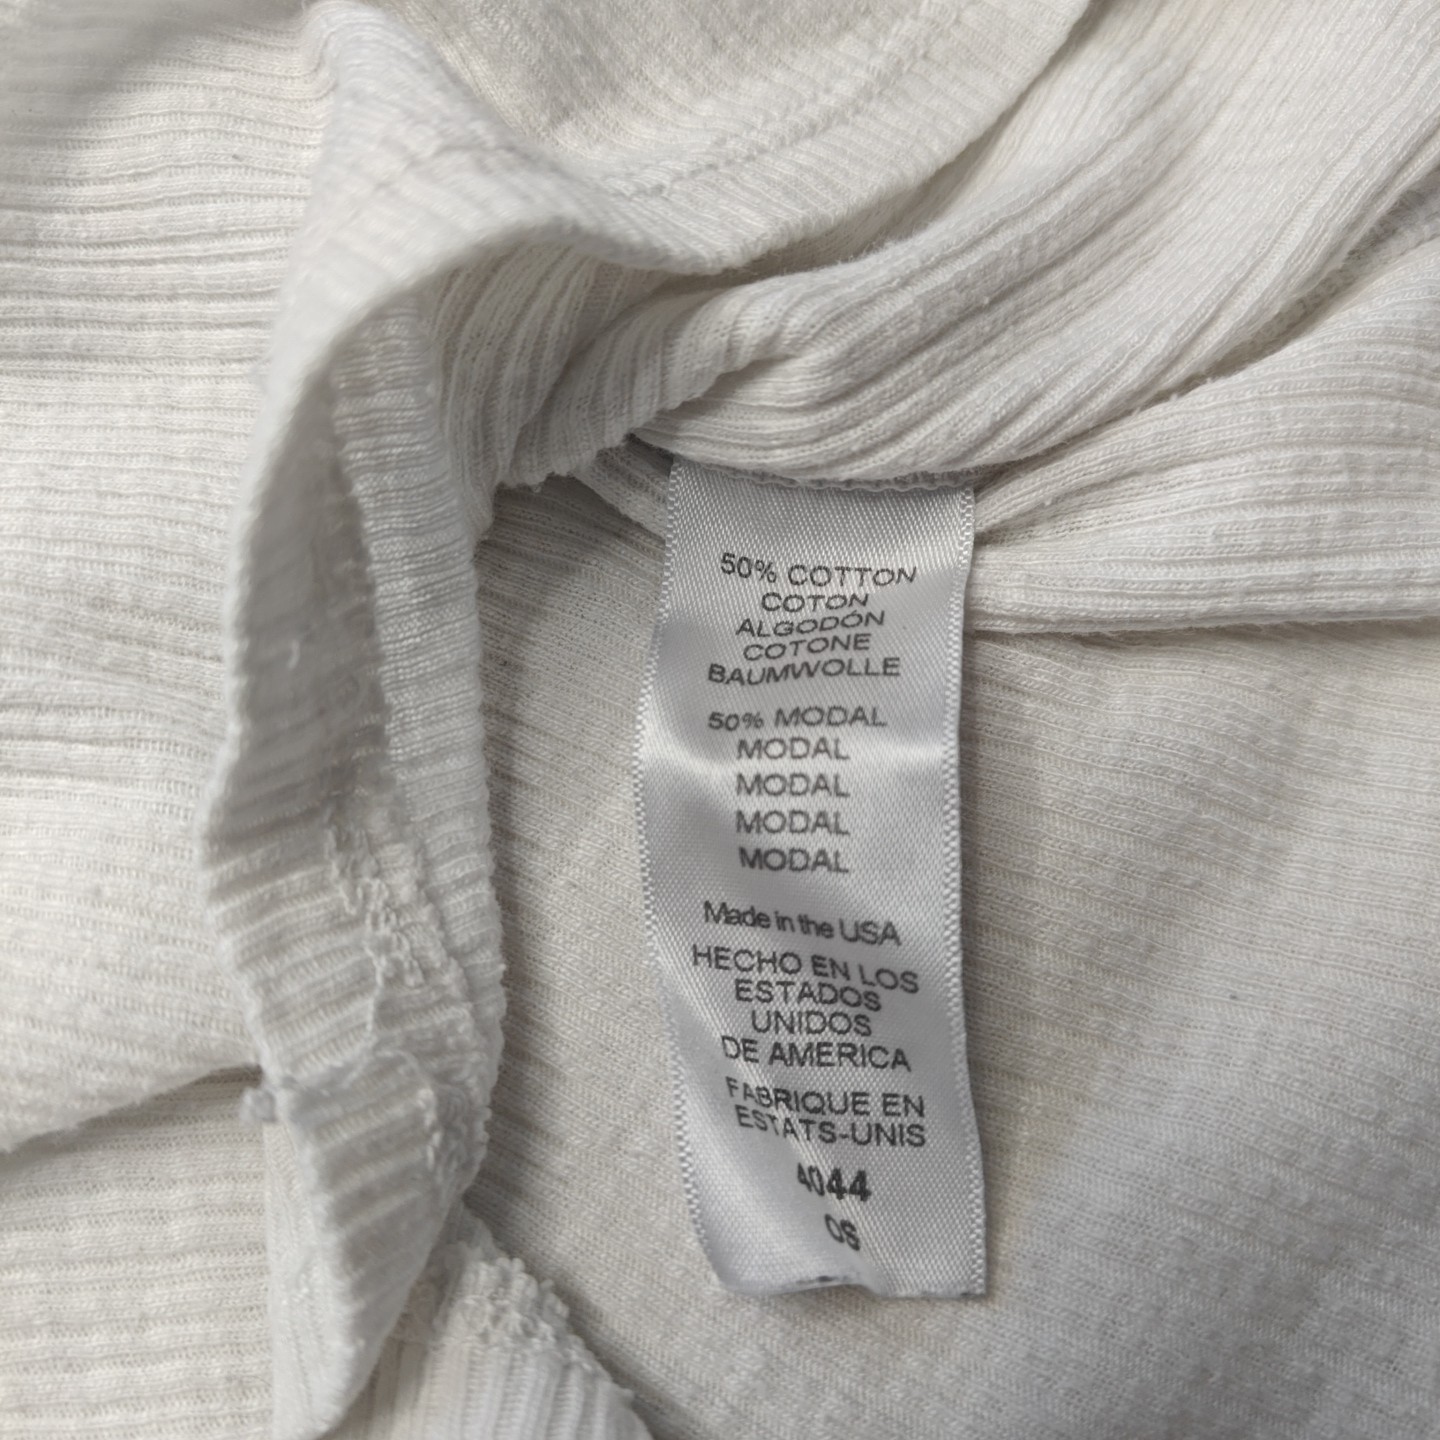 50% COTTON
COTON
ALGODÓN
COTONE
BAUMWOLLE
50% MODAL
MODAL
MODAL
MODAL
MODAL
Made in the USA
HECHO EN LOS
ESTADOS
UNIDOS
DE AMERICA
FABRIQUE EN
ESTATS-UNIS
4044
OS